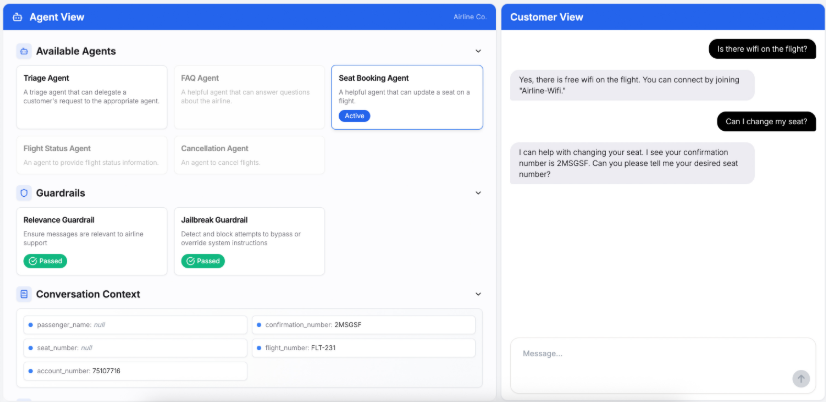 Agent View
Airline Co.
Available Agents
Triage Agent
A triage agent that can delegate a
customer's request to the appropriate agent.
FAQ Agent
A helpful agent that can answer questions
about the airline.
Seat Booking Agent
A helpful agent that can update a seat on a
flight.
Active
Flight Status Agent
An agent to provide flight status information.
Cancellation Agent
An agent to cancel flights.
Guardrails
Relevance Guardrail
Ensure messages are relevant to airline
support
Passed
Jailbreak Guardrail
Detect and block attempts to bypass or
override system instructions
Passed
Conversation Context
passenger_name: null
confirmation_number: 2MSGSF
seat_number: null
flight_number: FLT-231
account_number: 75107716
Customer View
Is there wifi on the flight?
Yes, there is free wifi on the flight. You can connect by joining
"Airline-Wifi."
Can I change my seat?
I can help with changing your seat. I see your confirmation
number is 2MSGSF. Can you please tell me your desired seat
number?
Message...